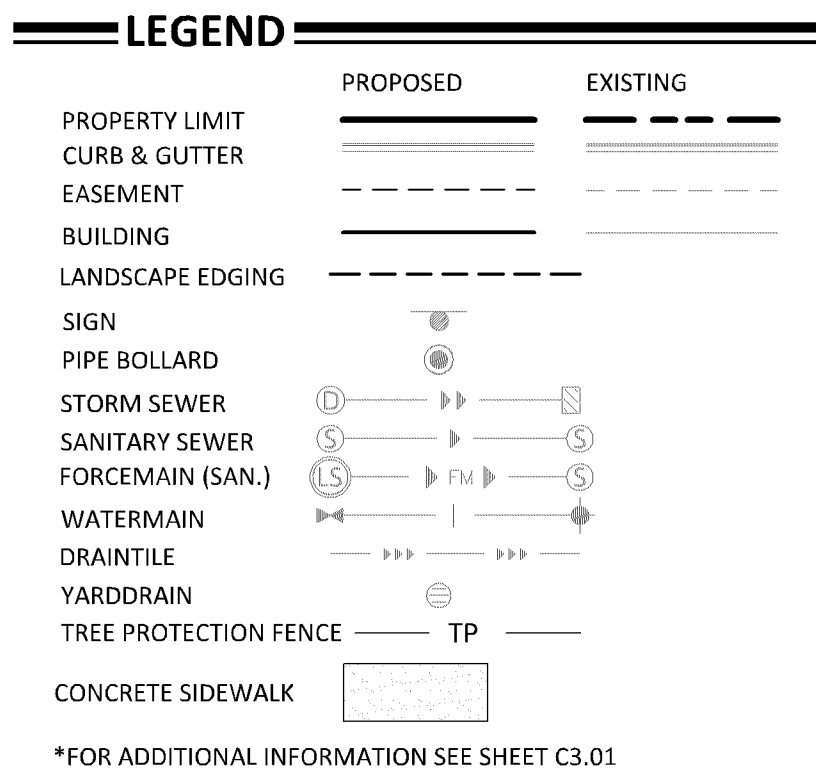 LEGEND
PROPOSED EXISTING
PROPERTY LIMIT
CURB & GUTTER
EASEMENT
BUILDING
LANDSCAPE EDGING
SIGN
PIPE BOLLARD
STORM SEWER D
SANITARY SEWER S S
FORCEMAIN (SAN.) LS FM S
WATERMAIN
DRAINTILE
YARDDRAIN
TREE PROTECTION FENCE TP
CONCRETE SIDEWALK
*FOR ADDITIONAL INFORMATION SEE SHEET C3.01